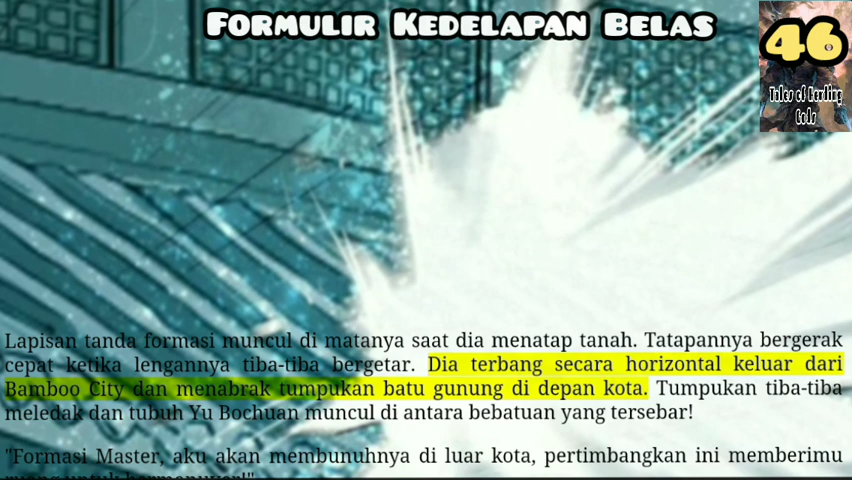 Formulir Kedelapan Belas
46
Tales of Herding
Gods
Lapisan tanda formasi muncul di matanya saat dia menatap tanah. Tatapannya bergerak
cepat ketika lengannya tiba-tiba bergetar. Dia terbang secara horizontal keluar dari
Bamboo City dan menabrak tumpukan batu gunung di depan kota. Tumpukan tiba-tiba
meledak dan tubuh Yu Bochuan muncul di antara bebatuan yang tersebar!
"Formasi Master, aku akan membunuhnya di luar kota, pertimbangkan ini memberimu
ruang untuk bermanuver!"